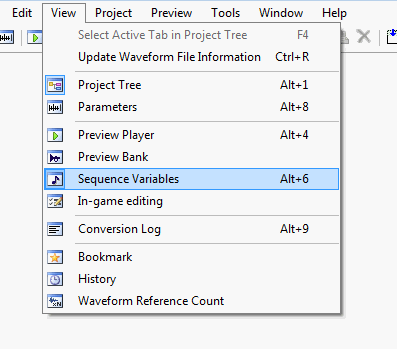 Edit View Project Preview Tools Window Help
Select Active Tab in Project Tree F4
Update Waveform File Information Ctrl+R
Project Tree Alt+1
Parameters Alt+8
Preview Player Alt+4
Preview Bank
Sequence Variables Alt+6
In-game editing
Conversion Log Alt+9
Bookmark
History
Waveform Reference Count